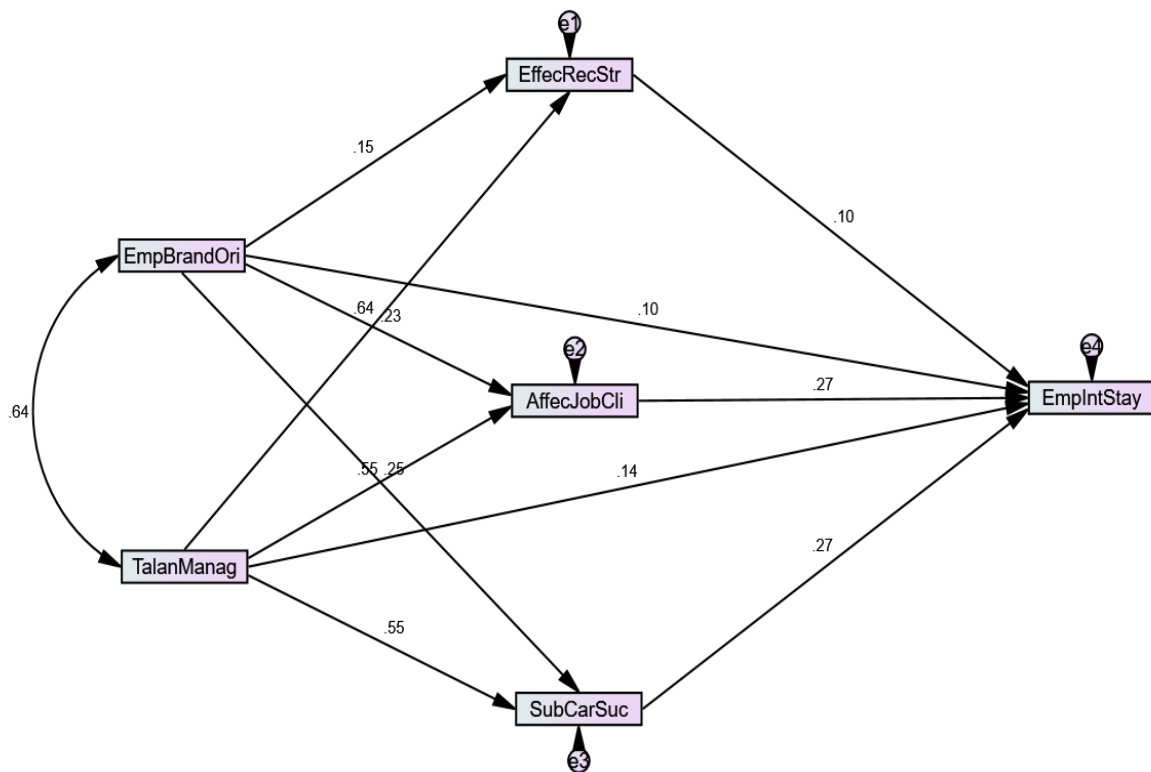 e1
EffecRecStr
.15
.10
EmpBrandOri
.64
.23
.10
e2
e4
AffecJobCli
.27
EmpIntStay
.64
.55
.25
.14
.27
TalanManag
.55
SubCarSuc
e3